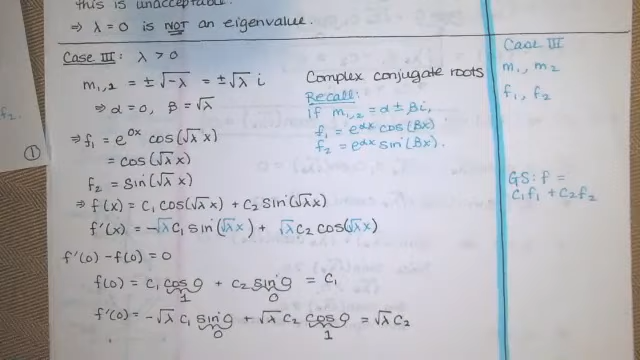 this is unacceptable.
⇒ λ = 0 is NOT an eigenvalue.
Case III: λ > 0
m₁,₂ = ± √-λ = ± √λ i
⇒ α = 0, β = √λ
Complex conjugate roots
Recall:
if m₁,₂ = α ± βi,
f₁ = e^{αx} cos(βx)
f₂ = e^{αx} sin(βx).
⇒ f₁ = e^{0x} cos(√λ x)
= cos(√λ x)
f₂ = sin(√λ x)
⇒ f(x) = c₁ cos(√λ x) + c₂ sin(√λ x)
f'(x) = -√λ c₁ sin(√λ x) + √λ c₂ cos(√λ x)
f'(0) - f(0) = 0
f(0) = c₁ cos 0 + c₂ sin 0 = c₁
1 0
f'(0) = -√λ c₁ sin 0 + √λ c₂ cos 0 = √λ c₂
0 1
Case III
m₁, m₂
f₁, f₂
GS: f =
c₁f₁ + c₂f₂
f₂.
①